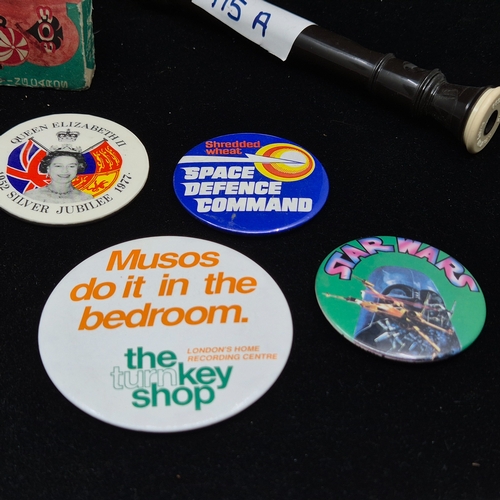 115 A
QUEEN ELIZABETH II
1952 SILVER JUBILEE 1977
Shredded
wheat
SPACE
DEFENCE
COMMAND
STAR WARS
Musos
do it in the
bedroom.
the
turnkey
shop
LONDON'S HOME
RECORDING CENTRE